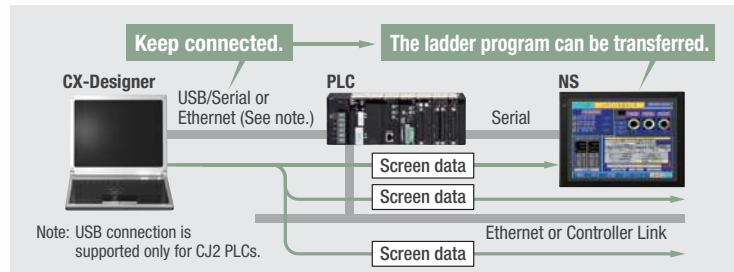 Keep connected.
The ladder program can be transferred.
CX-Designer
PLC
NS
USB/Serial or
Ethernet (See note.)
Serial
Screen data
Screen data
Ethernet or Controller Link
Note: USB connection is
supported only for CJ2 PLCs.
Screen data